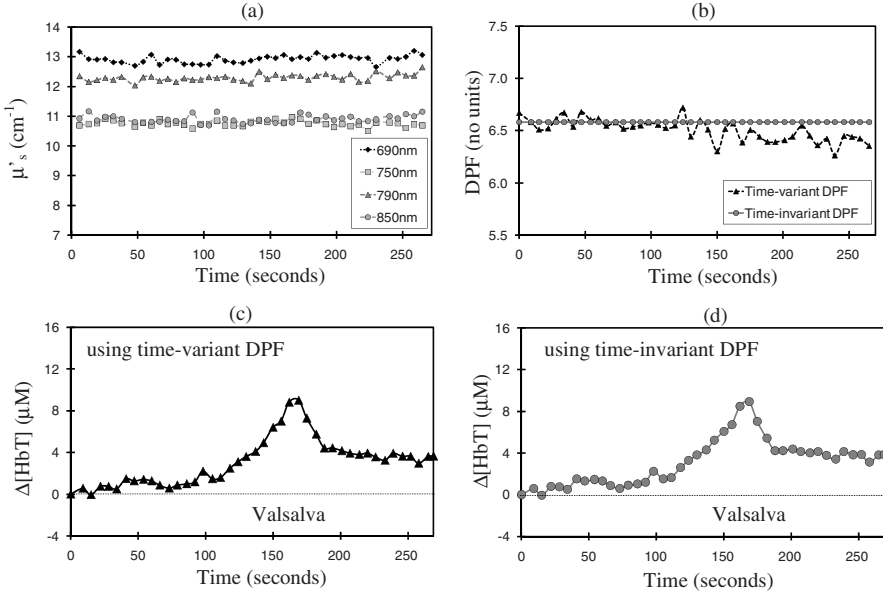 (a)
14
13
12
11
10
9
8
7
μ's (cm-1)
690nm
750nm
790nm
850nm
0 50 100 150 200 250
Time (seconds)
(b)
7.5
7.0
6.5
6.0
5.5
DPF (no units)
Time-variant DPF
Time-invariant DPF
0 50 100 150 200 250
Time (seconds)
(c)
16
12
8
4
0
-4
Δ[HbT] (μM)
using time-variant DPF
Valsalva
0 50 100 150 200 250
Time (seconds)
(d)
16
12
8
4
0
-4
Δ[HbT] (μM)
using time-invariant DPF
Valsalva
0 50 100 150 200 250
Time (seconds)